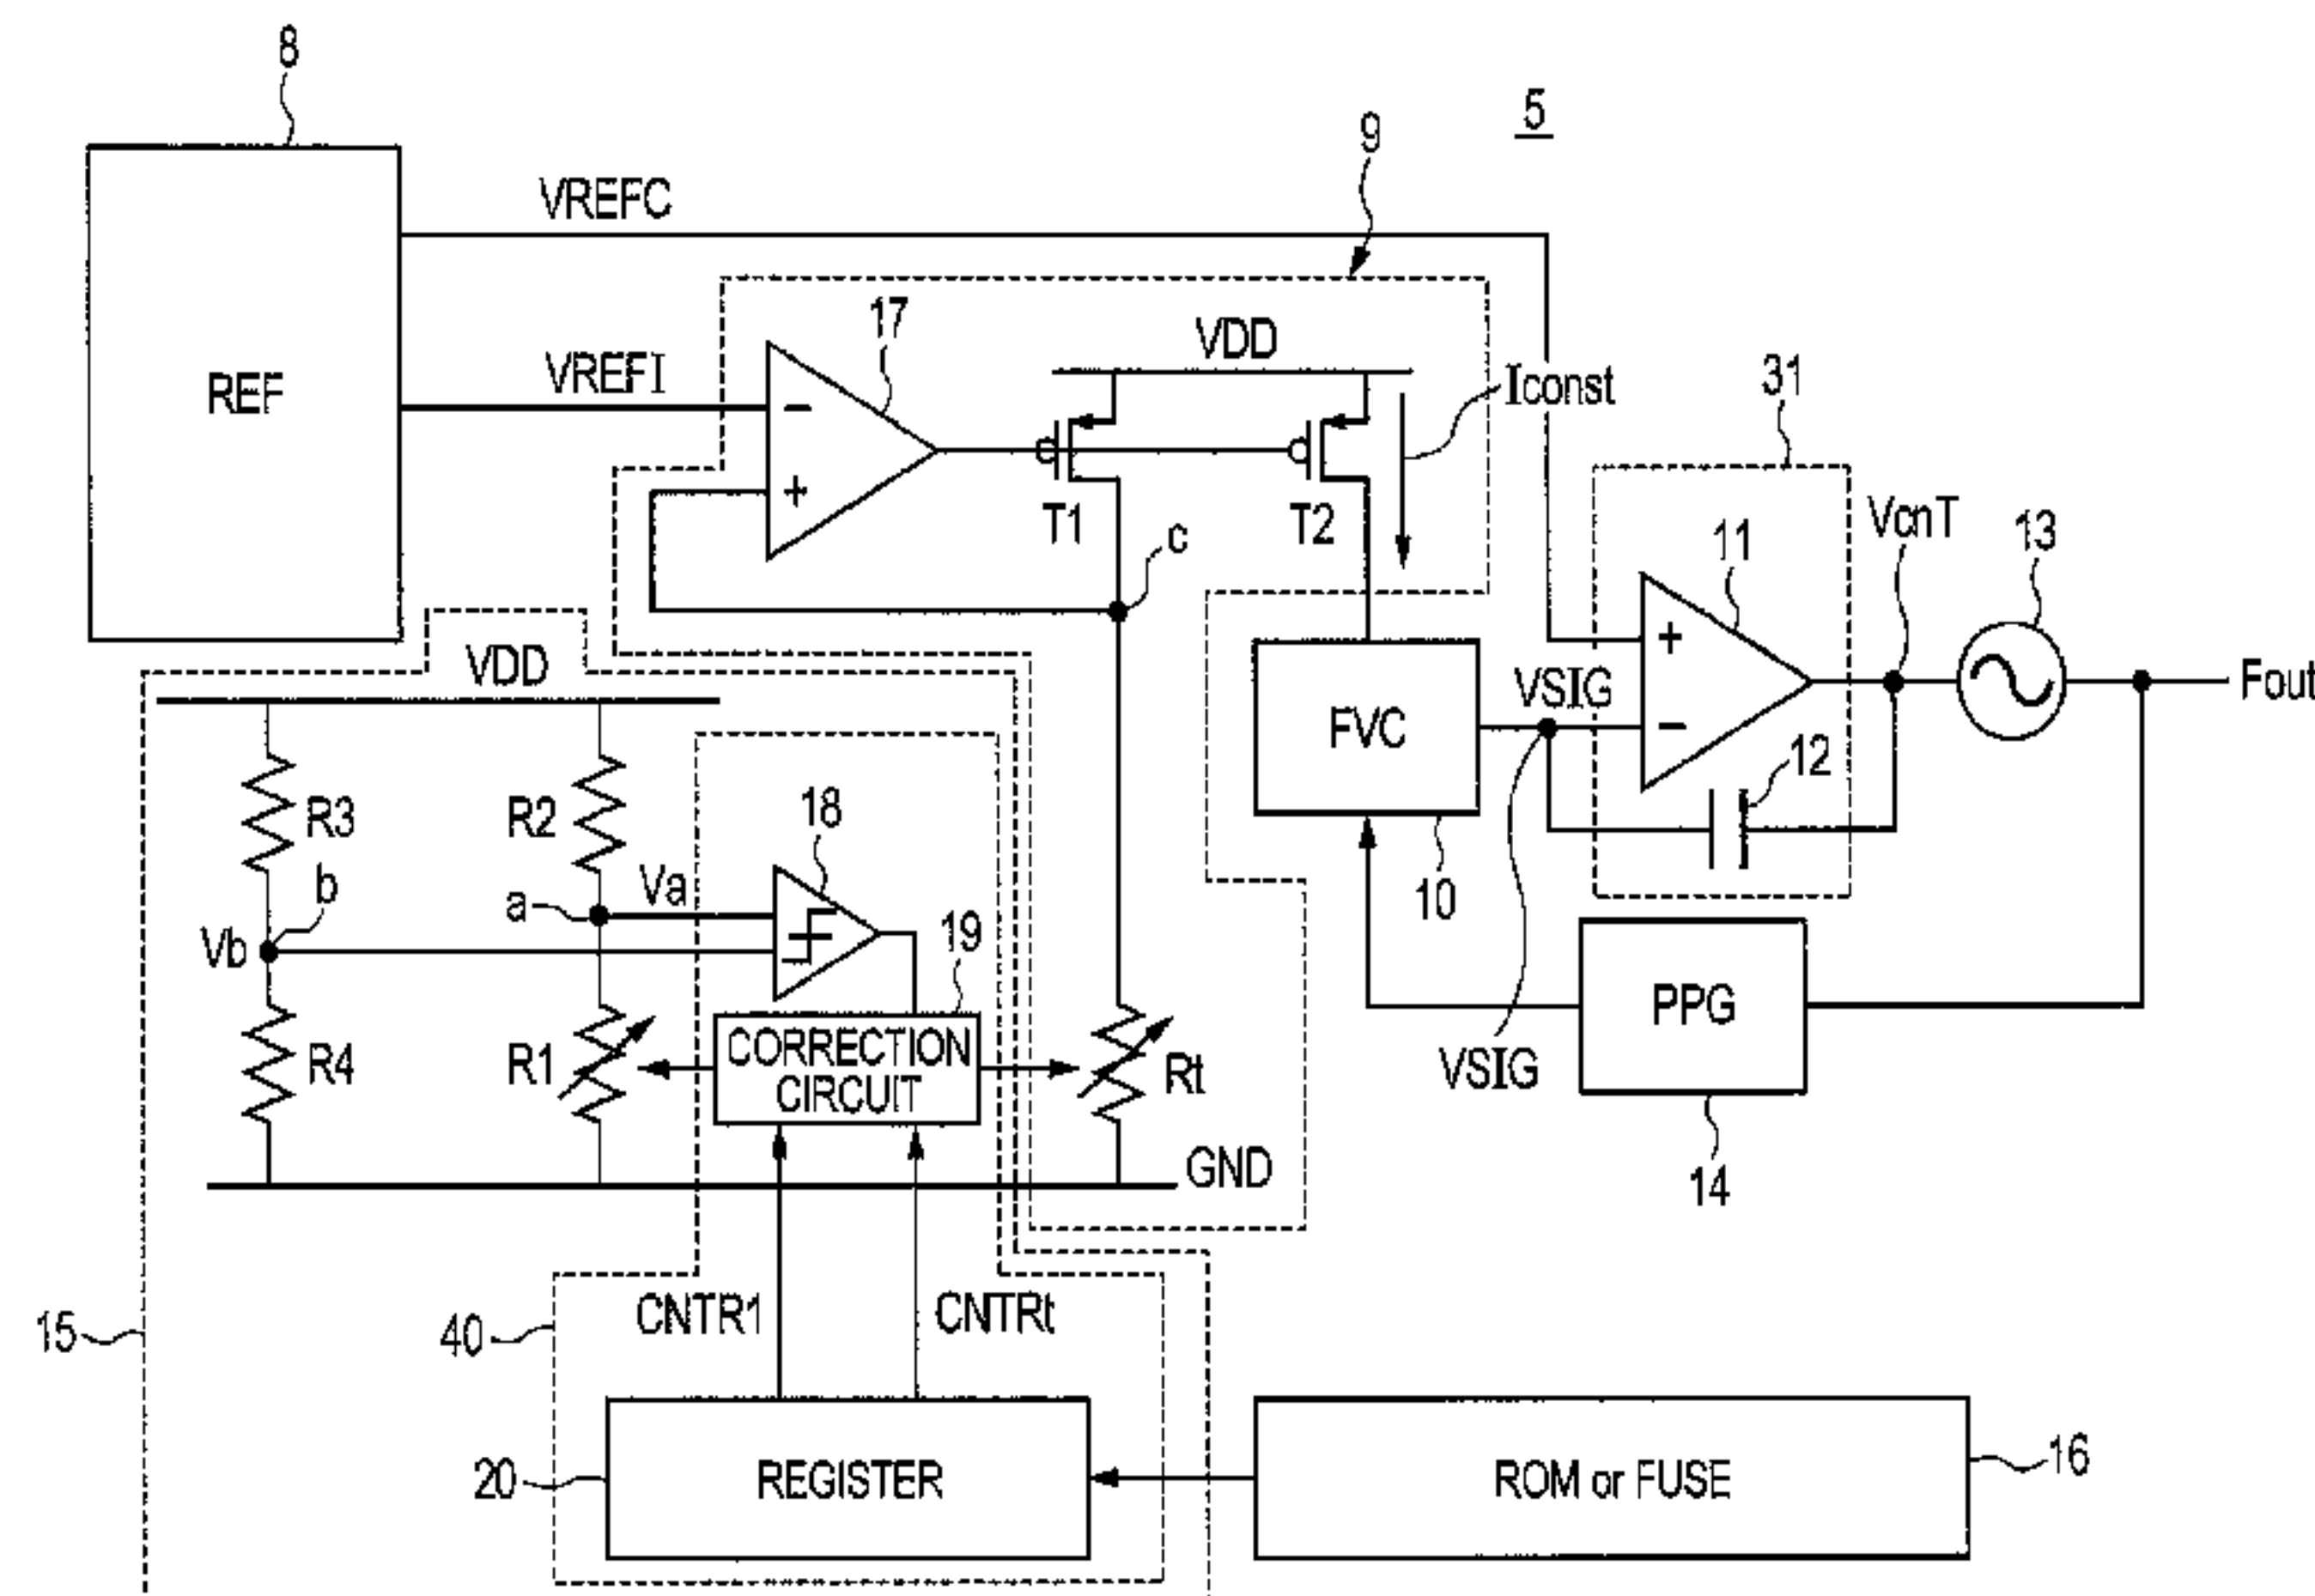 8
5
9
VREFC
17
VDD
REF
VREFI
Iconst
31
−
+
T1
T2
c
VcnT
11
13
+
VDD
VSIG
Fout
FVC
−
12
R3
R2
18
b
Va
a
10
19
Vb
PPG
CORRECTION
CIRCUIT
R4
R1
Rt
VSIG
GND
14
CNTR1
CNTRt
15
40
20
REGISTER
ROM or FUSE
16